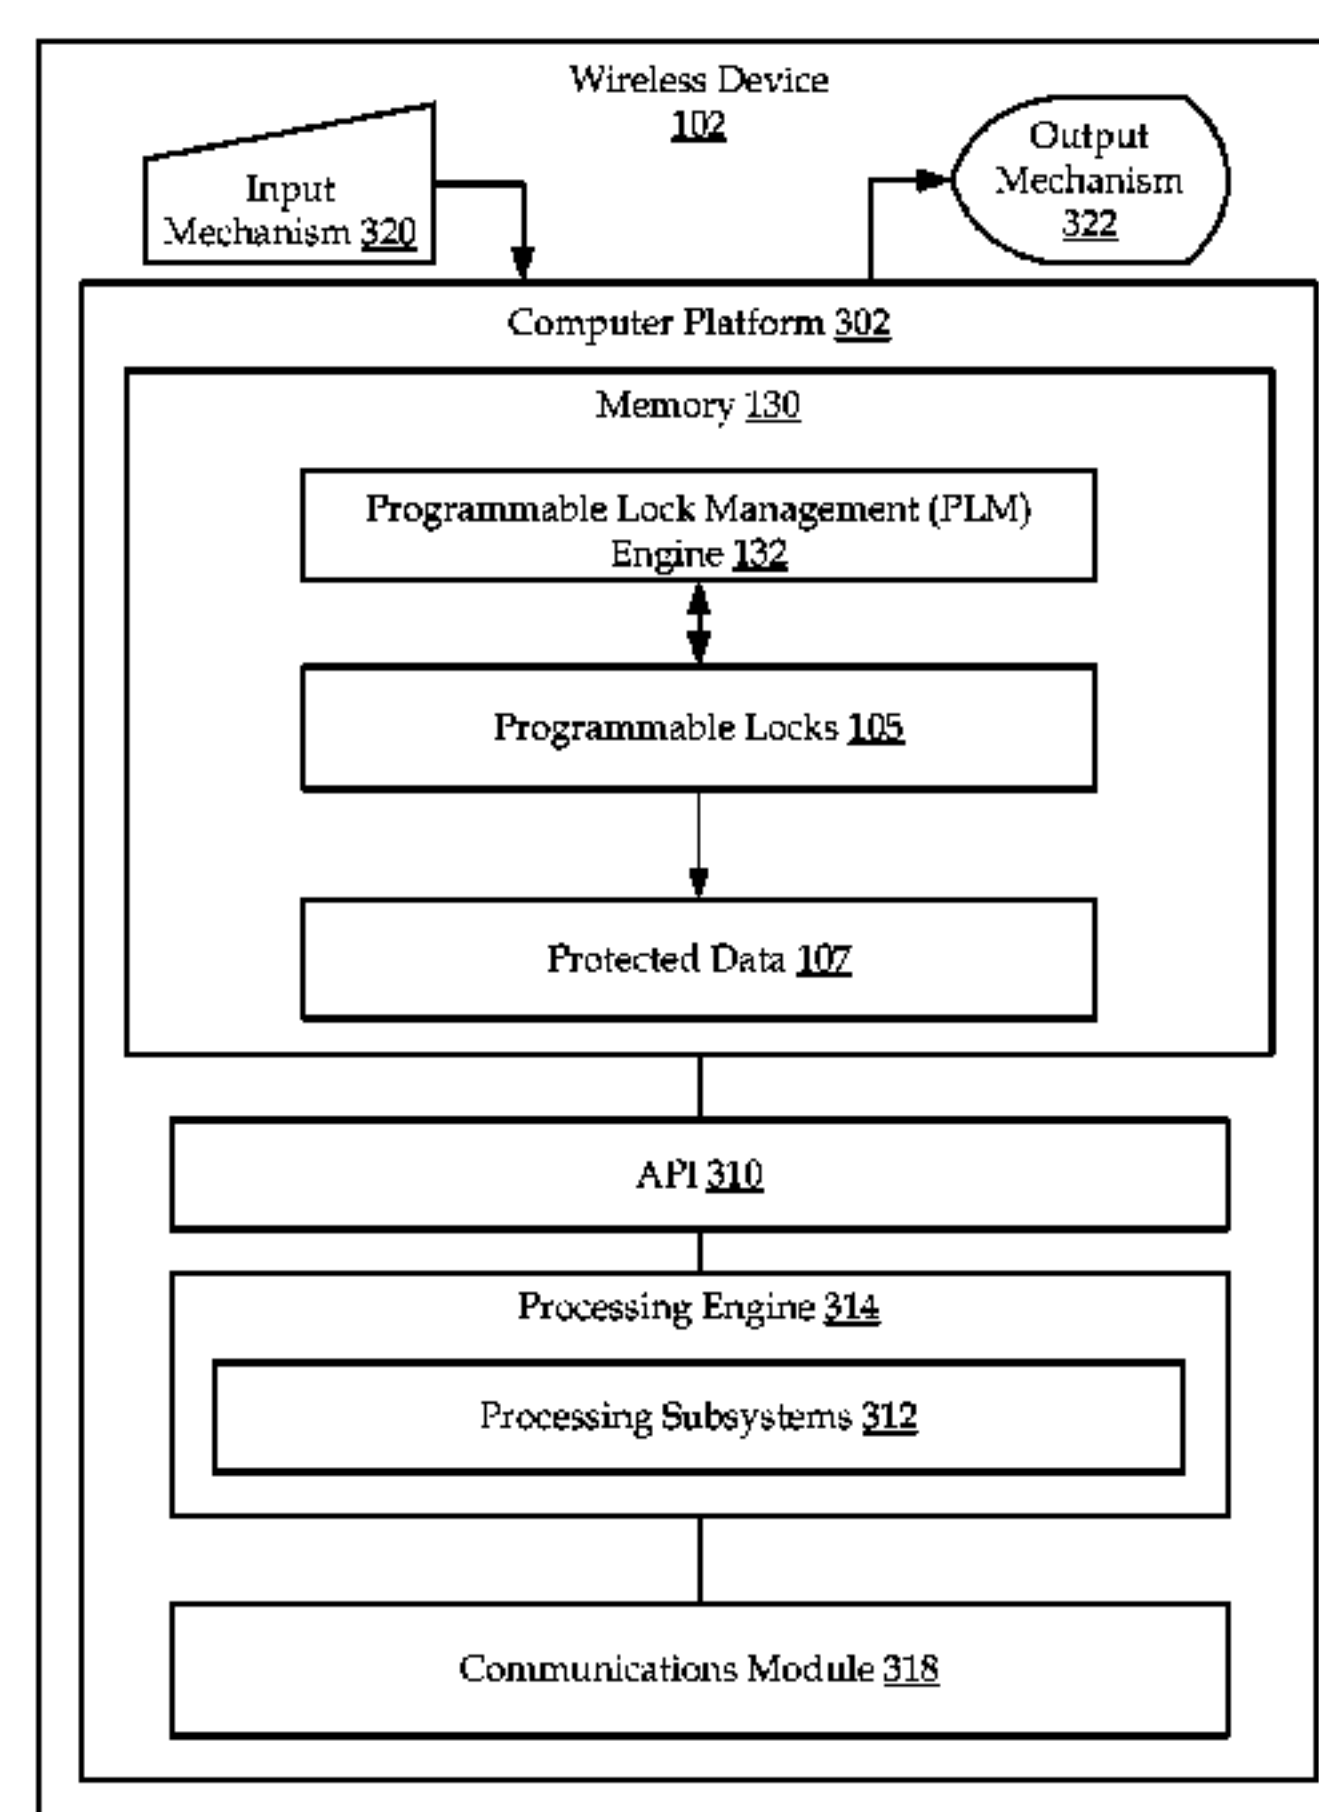 Wireless Device
102
Input
Mechanism 320
Output
Mechanism
322
Computer Platform 302
Memory 130
Programmable Lock Management (PLM)
Engine 132
Programmable Locks 105
Protected Data 107
API 310
Processing Engine 314
Processing Subsystems 312
Communications Module 318